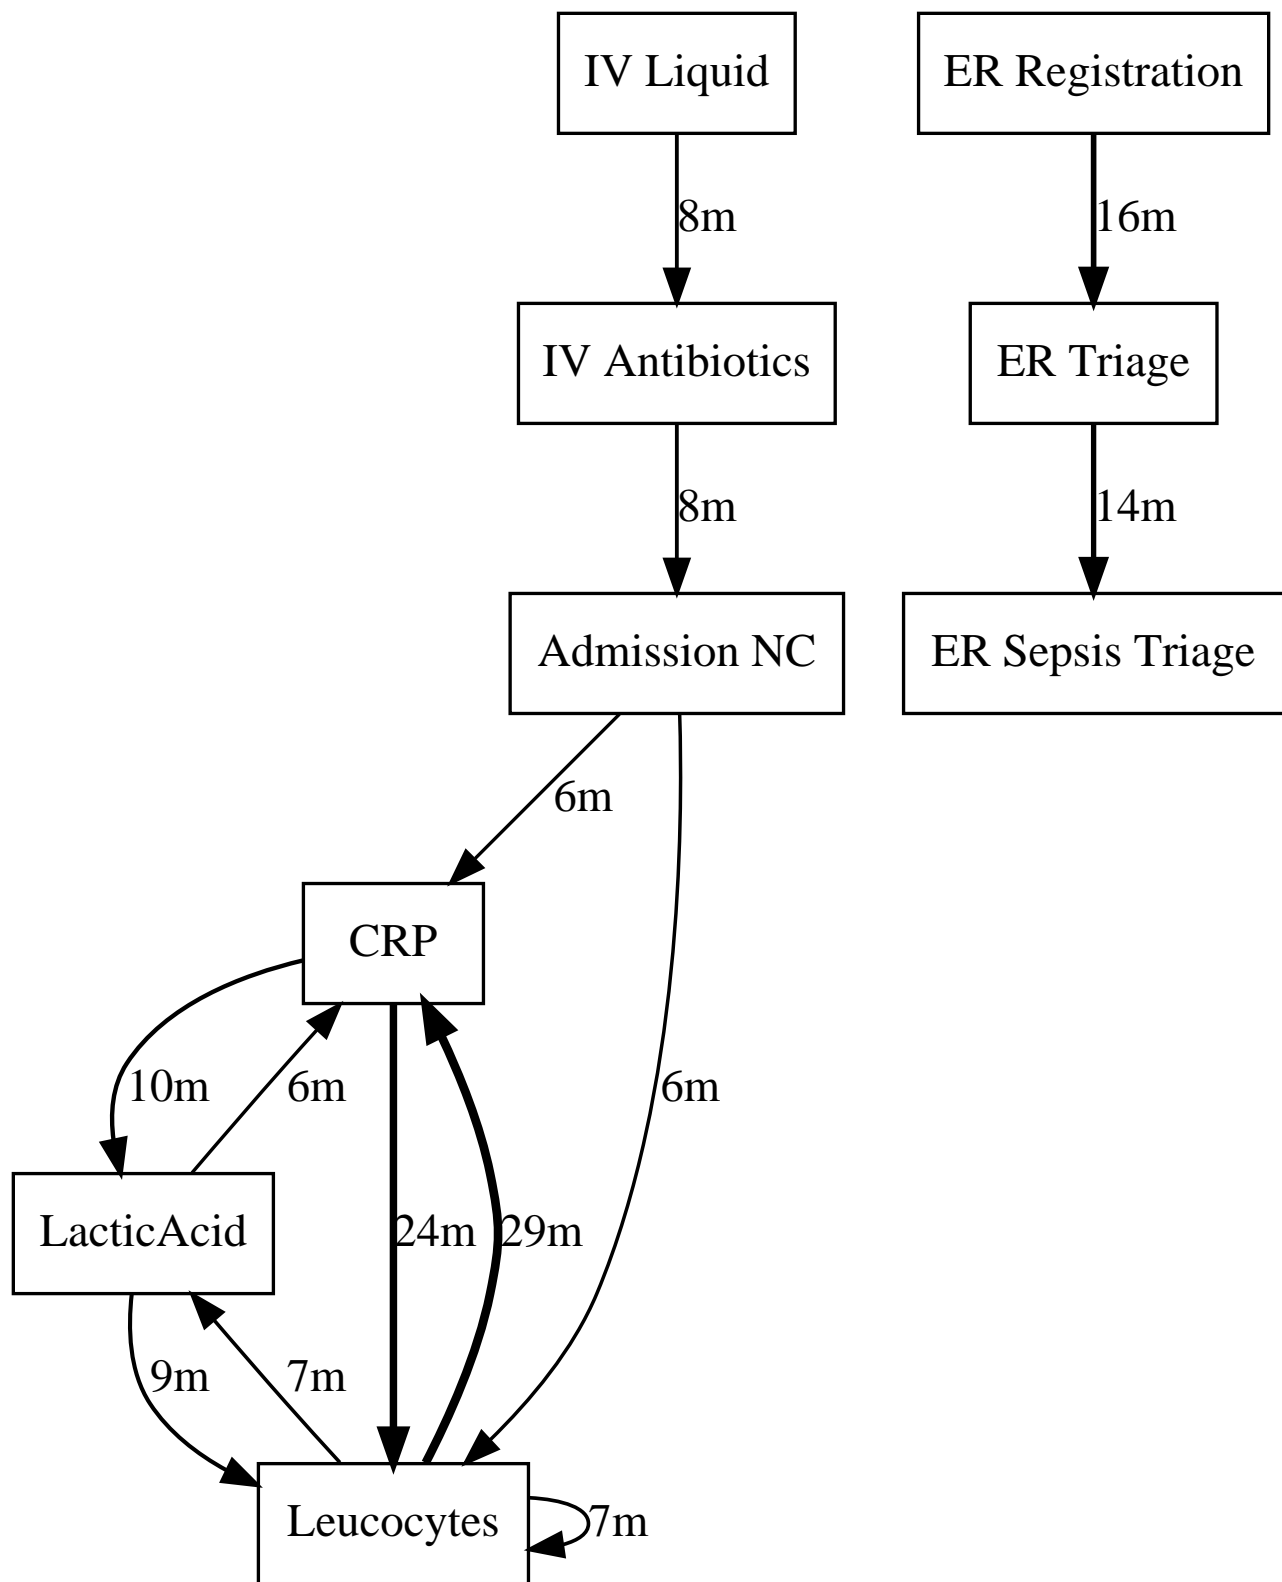 IV Liquid
ER Registration
8m
16m
IV Antibiotics
ER Triage
8m
14m
Admission NC
ER Sepsis Triage
6m
CRP
10m
6m
6m
LacticAcid
24m
29m
9m
7m
Leucocytes
7m